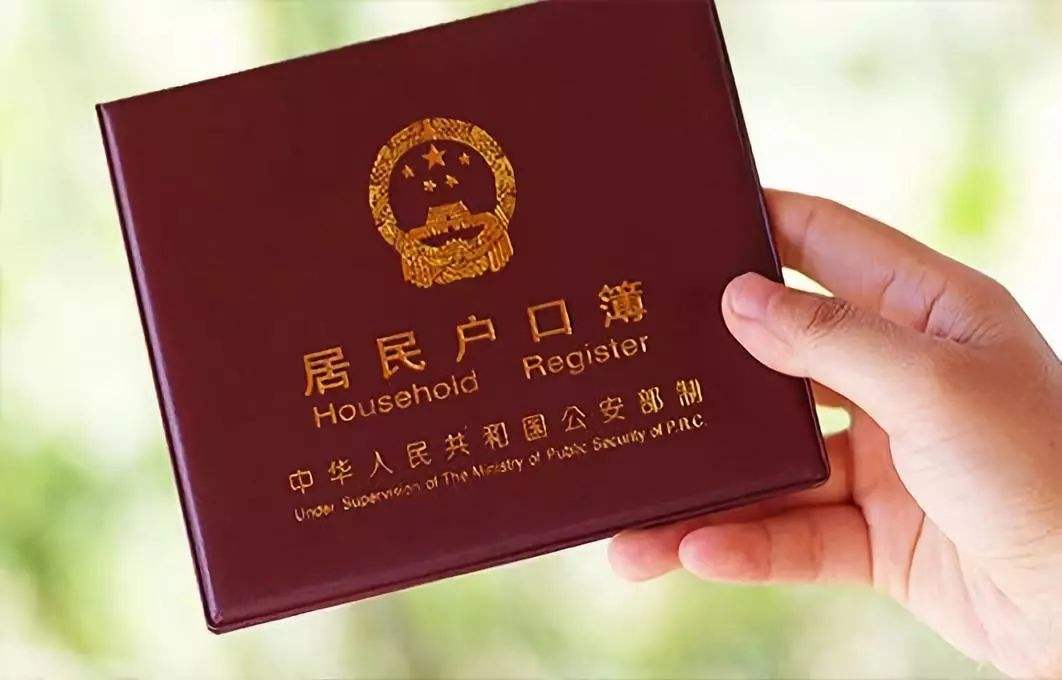 居民户口簿
Household Register
中华人民共和国公安部制
Under Supervision of The Ministry of Public Security of P.R.C.